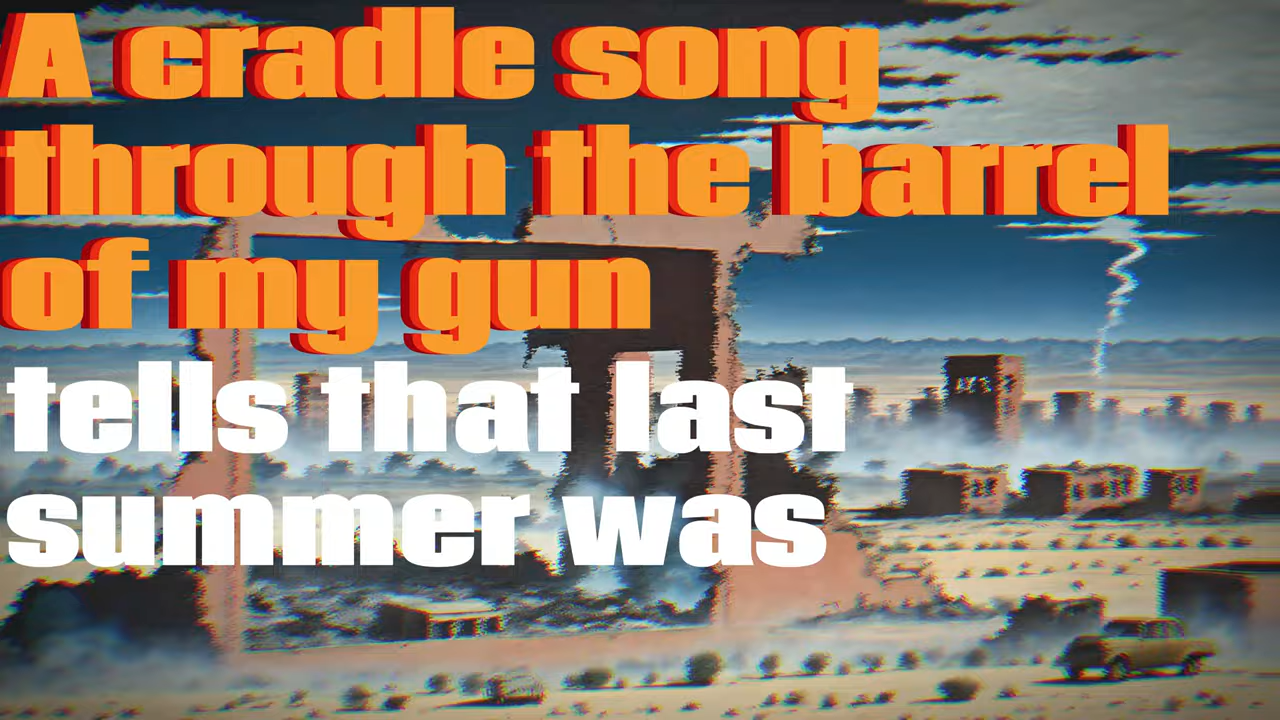 A cradle song
through the barrel
of my gun
tells that last
summer was